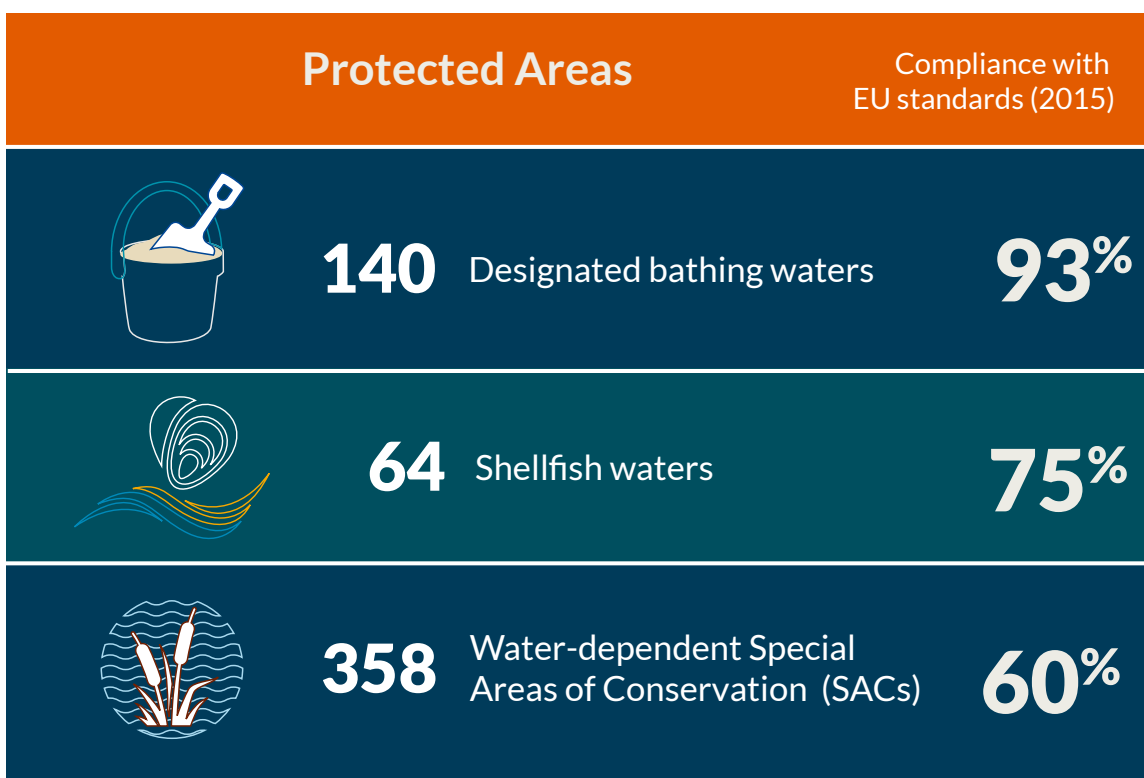 Protected Areas
Compliance with
EU standards (2015)
140 Designated bathing waters 93%
64 Shellfish waters 75%
358 Water-dependent Special
Areas of Conservation (SACs) 60%